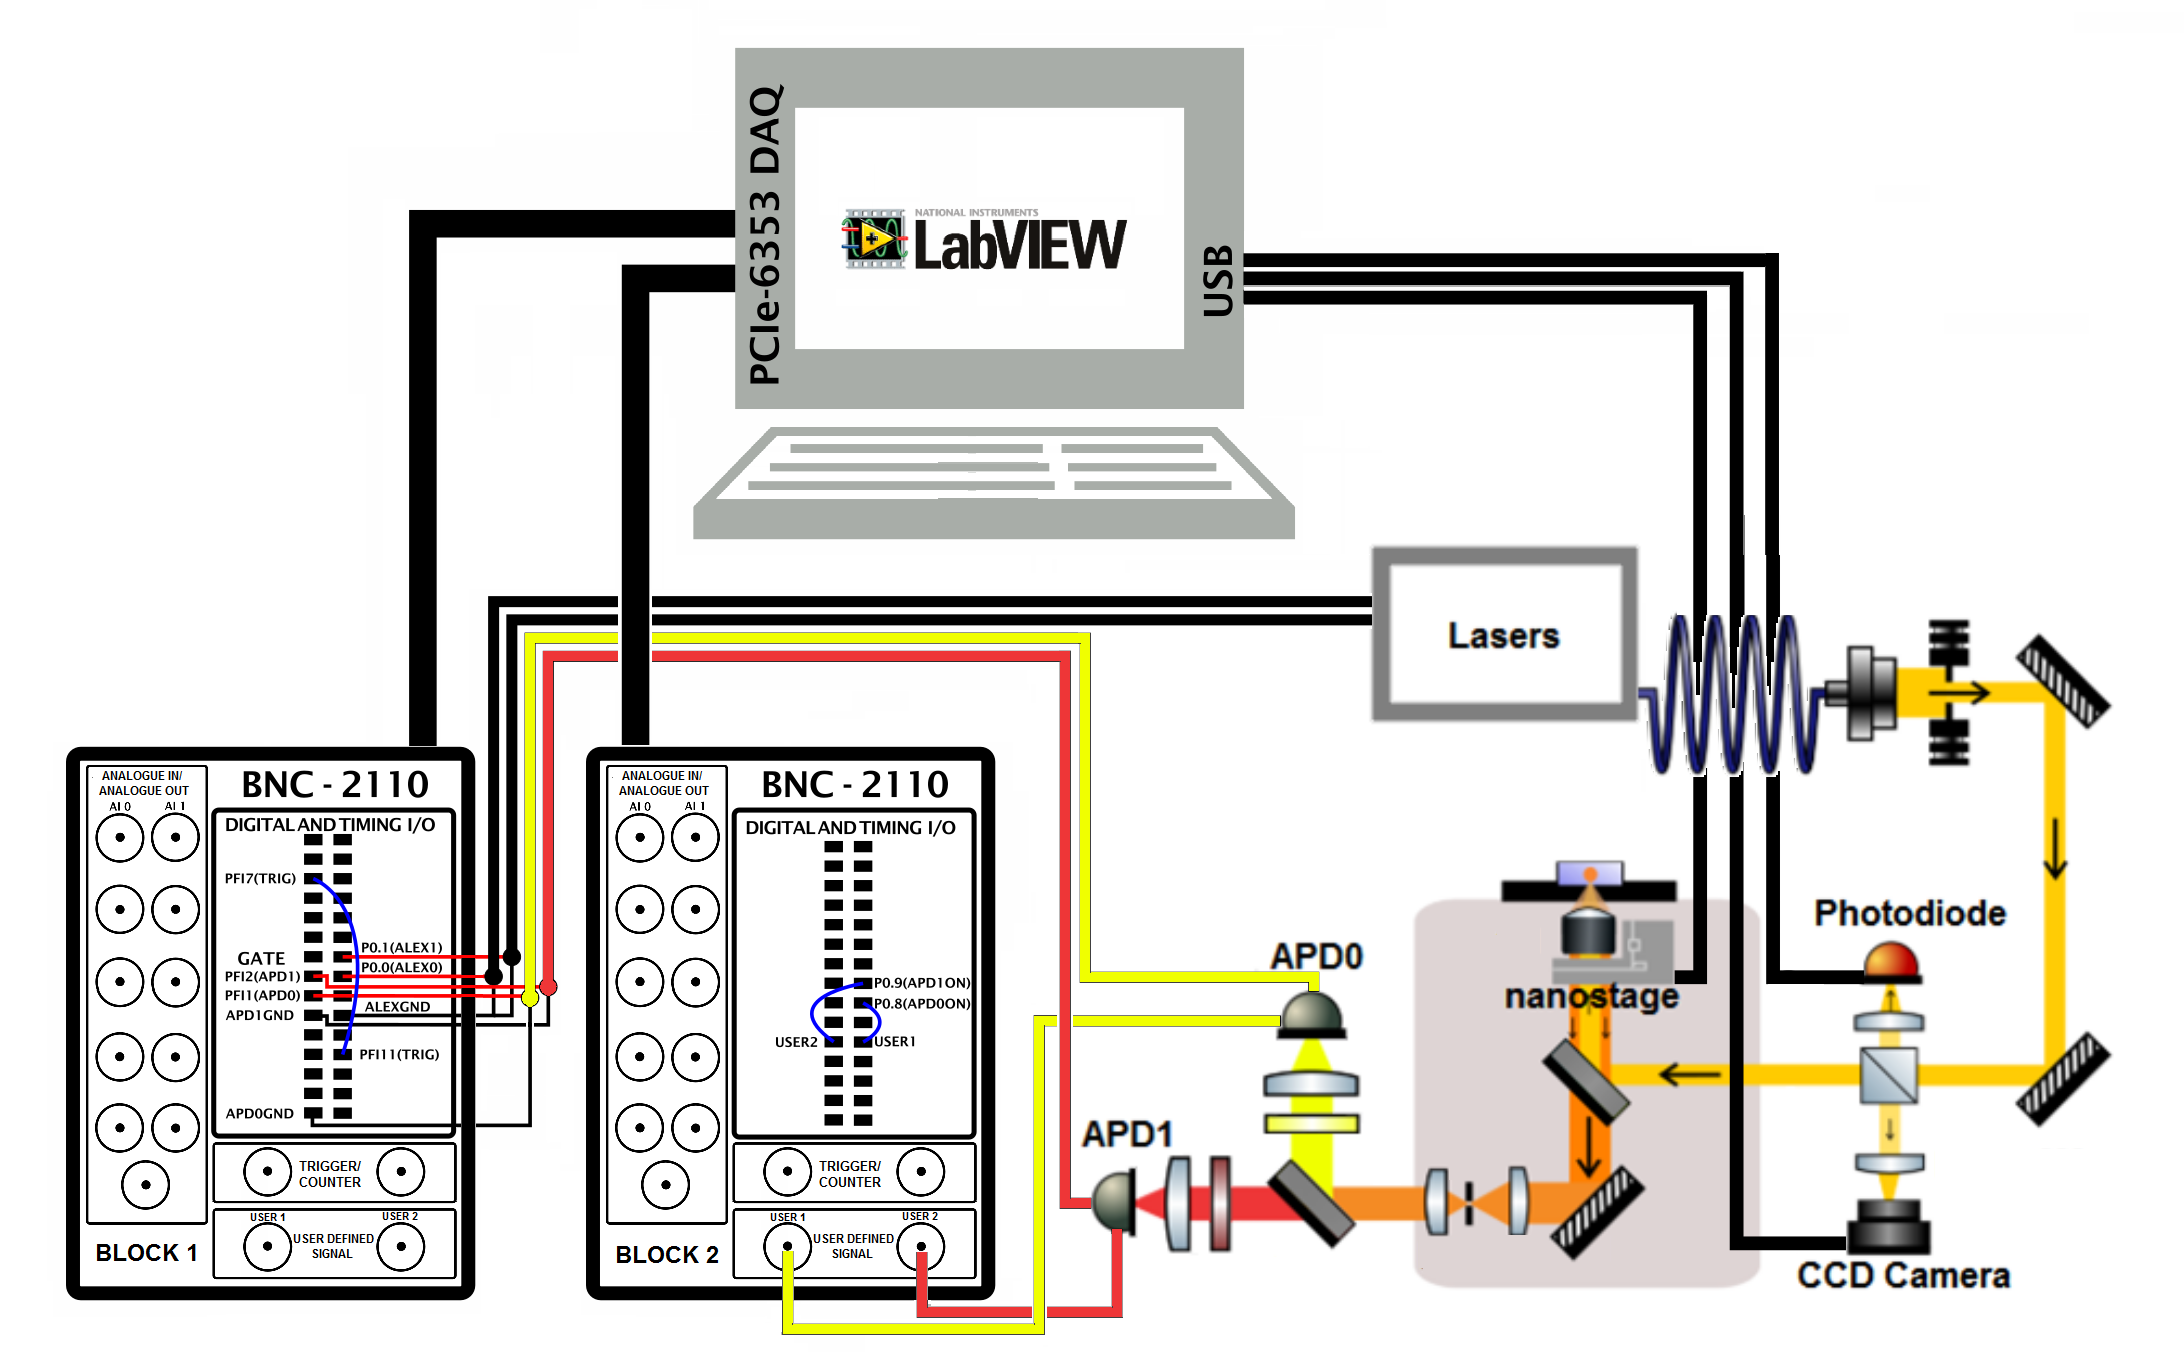 PCIe-6353 DAQ
NATIONAL INSTRUMENTS
LabVIEW
USB
Lasers
ANALOGUE IN/
ANALOGUE OUT
AI 0 AI 1
BNC - 2110
DIGITAL AND TIMING I/O
PFI7(TRIG)
P0.1(ALEX1)
GATE
P0.0(ALEX0)
PFI2(APD1)
PFI1(APD0)
ALEXGND
APD1GND
PFI11(TRIG)
APD0GND
TRIGGER/
COUNTER
USER 1 USER 2
USER DEFINED
SIGNAL
BLOCK 1
ANALOGUE IN/
ANALOGUE OUT
AI 0 AI 1
BNC - 2110
DIGITAL AND TIMING I/O
P0.9(APD1ON)
P0.8(APD0ON)
USER2 USER1
TRIGGER/
COUNTER
USER 1 USER 2
USER DEFINED
SIGNAL
BLOCK 2
APD0
APD1
nanostage
Photodiode
CCD Camera